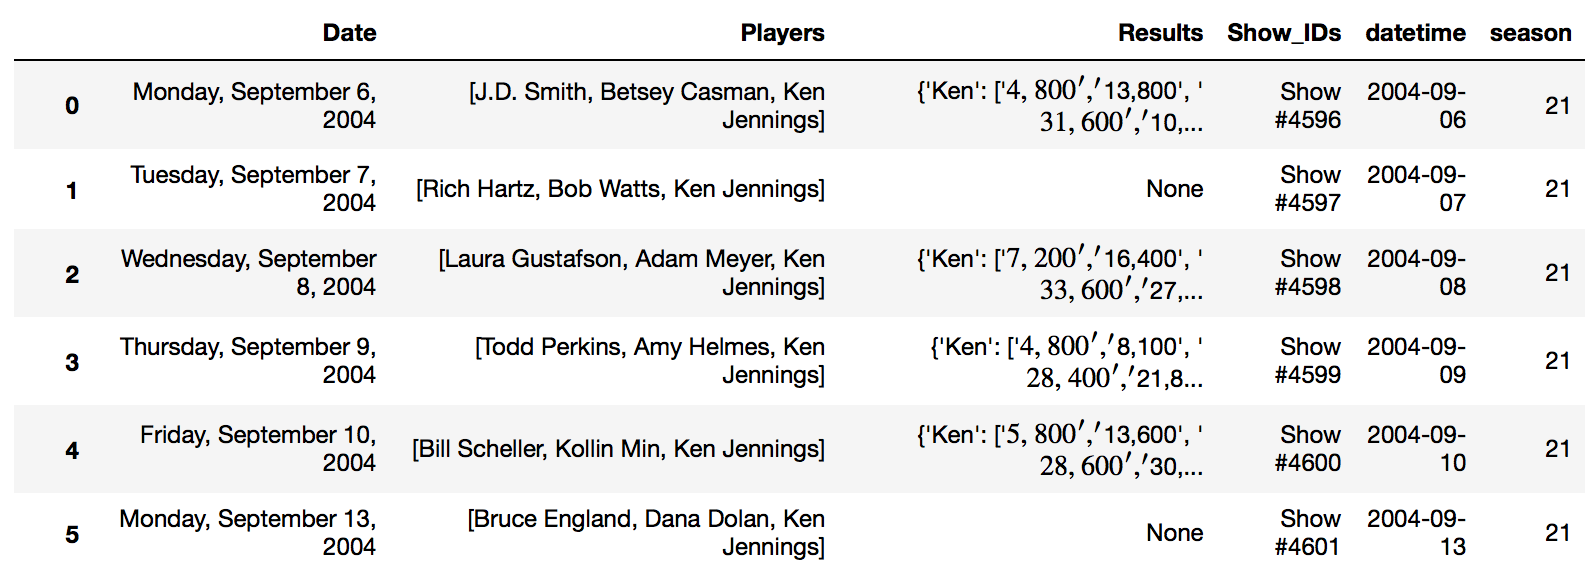 Date Players Results Show_IDs datetime season
0 Monday, September 6, 2004 [J.D. Smith, Betsey Casman, Ken Jennings] {'Ken': ['4, 800′,′13,800', '31, 600′,′10,... Show #4596 2004-09-06 21
1 Tuesday, September 7, 2004 [Rich Hartz, Bob Watts, Ken Jennings] None Show #4597 2004-09-07 21
2 Wednesday, September 8, 2004 [Laura Gustafson, Adam Meyer, Ken Jennings] {'Ken': ['7, 200′,′16,400', '33, 600′,′27,... Show #4598 2004-09-08 21
3 Thursday, September 9, 2004 [Todd Perkins, Amy Helmes, Ken Jennings] {'Ken': ['4, 800′,′8,100', '28, 400′,′21,8... Show #4599 2004-09-09 21
4 Friday, September 10, 2004 [Bill Scheller, Kollin Min, Ken Jennings] {'Ken': ['5, 800′,′13,600', '28, 600′,′30,... Show #4600 2004-09-10 21
5 Monday, September 13, 2004 [Bruce England, Dana Dolan, Ken Jennings] None Show #4601 2004-09-13 21